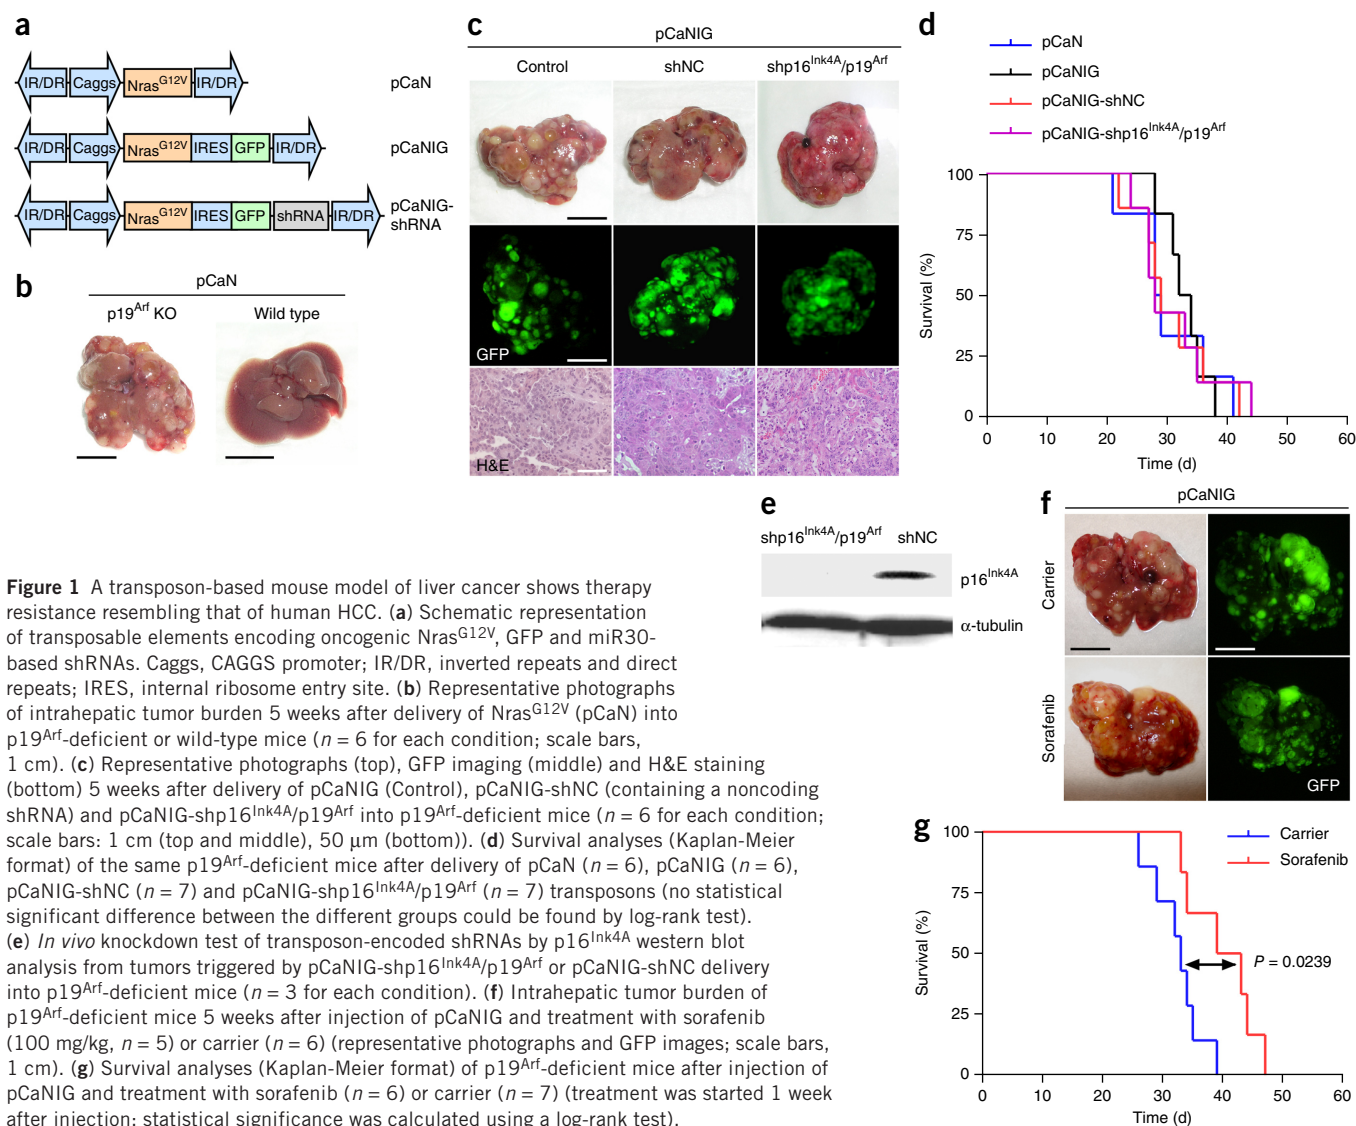 a
IR/DR Caggs NrasG12V IR/DR pCaN
IR/DR Caggs NrasG12V IRES GFP IR/DR pCaNIG
IR/DR Caggs NrasG12V IRES GFP shRNA IR/DR pCaNIG-
shRNA
b
pCaN
p19Arf KO Wild type
c
pCaNIG
Control shNC shp16Ink4A/p19Arf
GFP
H&E
d
pCaN
pCaNIG
pCaNIG-shNC
pCaNIG-shp16Ink4A/p19Arf
Survival (%)
100
75
50
25
0
0 10 20 30 40 50 60
Time (d)
e
shp16Ink4A/p19Arf shNC
p16Ink4A
α-tubulin
f
pCaNIG
Carrier
Sorafenib
GFP
g
Carrier
Sorafenib
Survival (%)
100
75
50
25
0
P = 0.0239
0 10 20 30 40 50 60
Time (d)
Figure 1 A transposon-based mouse model of liver cancer shows therapy
resistance resembling that of human HCC. (a) Schematic representation
of transposable elements encoding oncogenic NrasG12V, GFP and miR30-
based shRNAs. Caggs, CAGGS promoter; IR/DR, inverted repeats and direct
repeats; IRES, internal ribosome entry site. (b) Representative photographs
of intrahepatic tumor burden 5 weeks after delivery of NrasG12V (pCaN) into
p19Arf-deficient or wild-type mice (n = 6 for each condition; scale bars,
1 cm). (c) Representative photographs (top), GFP imaging (middle) and H&E staining
(bottom) 5 weeks after delivery of pCaNIG (Control), pCaNIG-shNC (containing a noncoding
shRNA) and pCaNIG-shp16Ink4A/p19Arf into p19Arf-deficient mice (n = 6 for each condition;
scale bars: 1 cm (top and middle), 50 μm (bottom)). (d) Survival analyses (Kaplan-Meier
format) of the same p19Arf-deficient mice after delivery of pCaN (n = 6), pCaNIG (n = 6),
pCaNIG-shNC (n = 7) and pCaNIG-shp16Ink4A/p19Arf (n = 7) transposons (no statistical
significant difference between the different groups could be found by log-rank test).
(e) In vivo knockdown test of transposon-encoded shRNAs by p16Ink4A western blot
analysis from tumors triggered by pCaNIG-shp16Ink4A/p19Arf or pCaNIG-shNC delivery
into p19Arf-deficient mice (n = 3 for each condition). (f) Intrahepatic tumor burden of
p19Arf-deficient mice 5 weeks after injection of pCaNIG and treatment with sorafenib
(100 mg/kg, n = 5) or carrier (n = 6) (representative photographs and GFP images; scale bars,
1 cm). (g) Survival analyses (Kaplan-Meier format) of p19Arf-deficient mice after injection of
pCaNIG and treatment with sorafenib (n = 6) or carrier (n = 7) (treatment was started 1 week
after injection; statistical significance was calculated using a log-rank test).